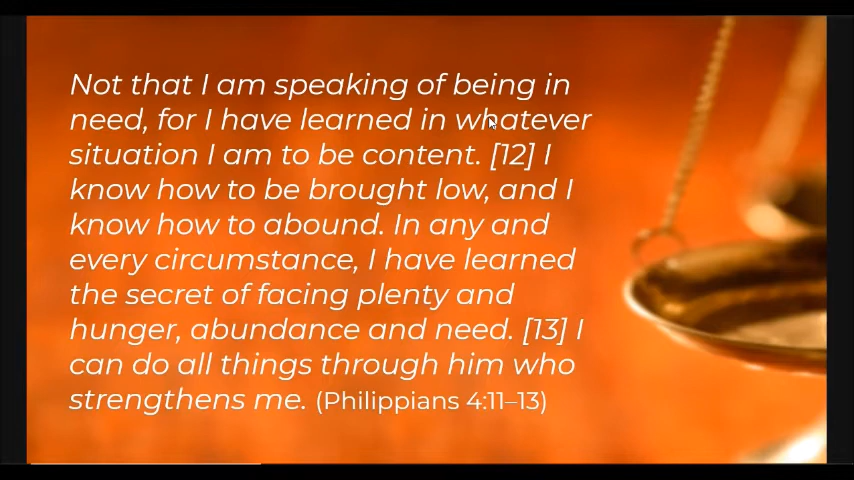 Not that I am speaking of being in
need, for I have learned in whatever
situation I am to be content. [12] I
know how to be brought low, and I
know how to abound. In any and
every circumstance, I have learned
the secret of facing plenty and
hunger, abundance and need. [13] I
can do all things through him who
strengthens me. (Philippians 4:11–13)